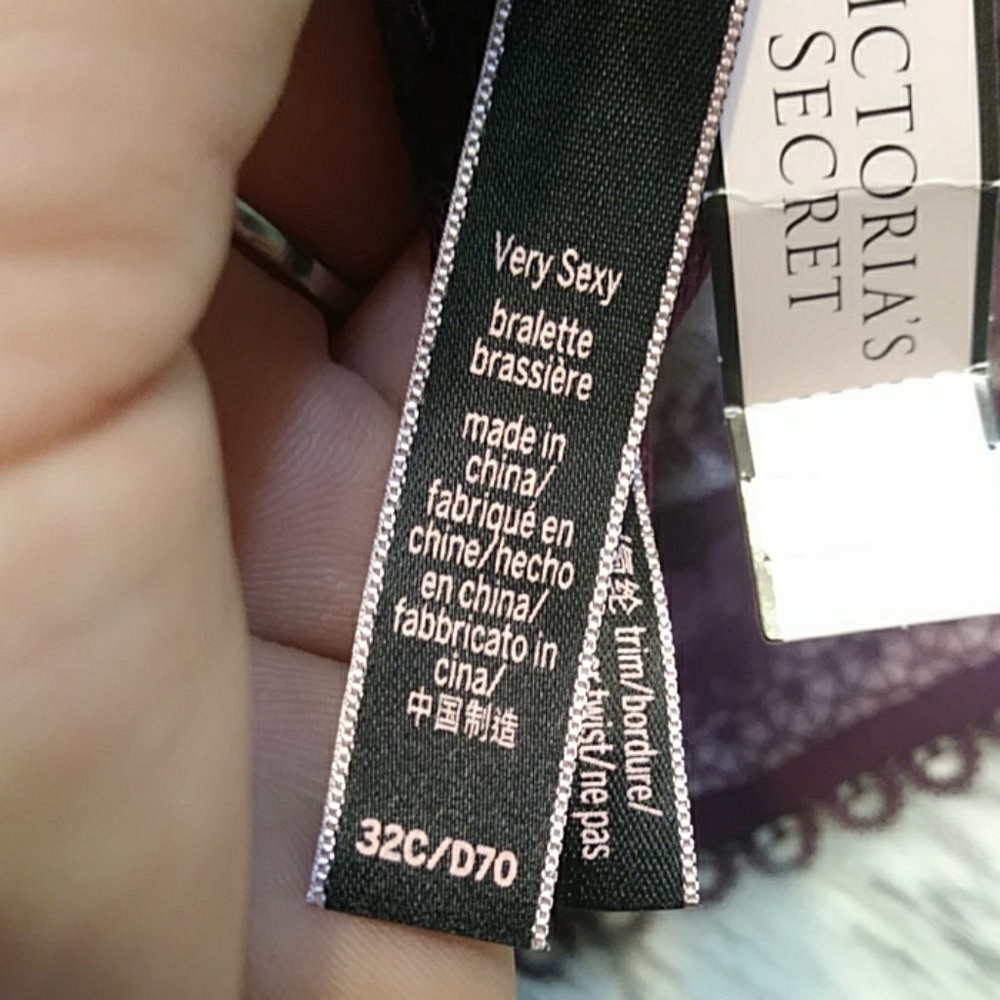 Very Sexy
bralette
brassière
made in
china/
fabriqué en
chine/hecho
en china/
fabbricato in
cina/
中国制造
32C/D70
trim/bordure/
twist/ne pas
VICTORIA'S
SECRET